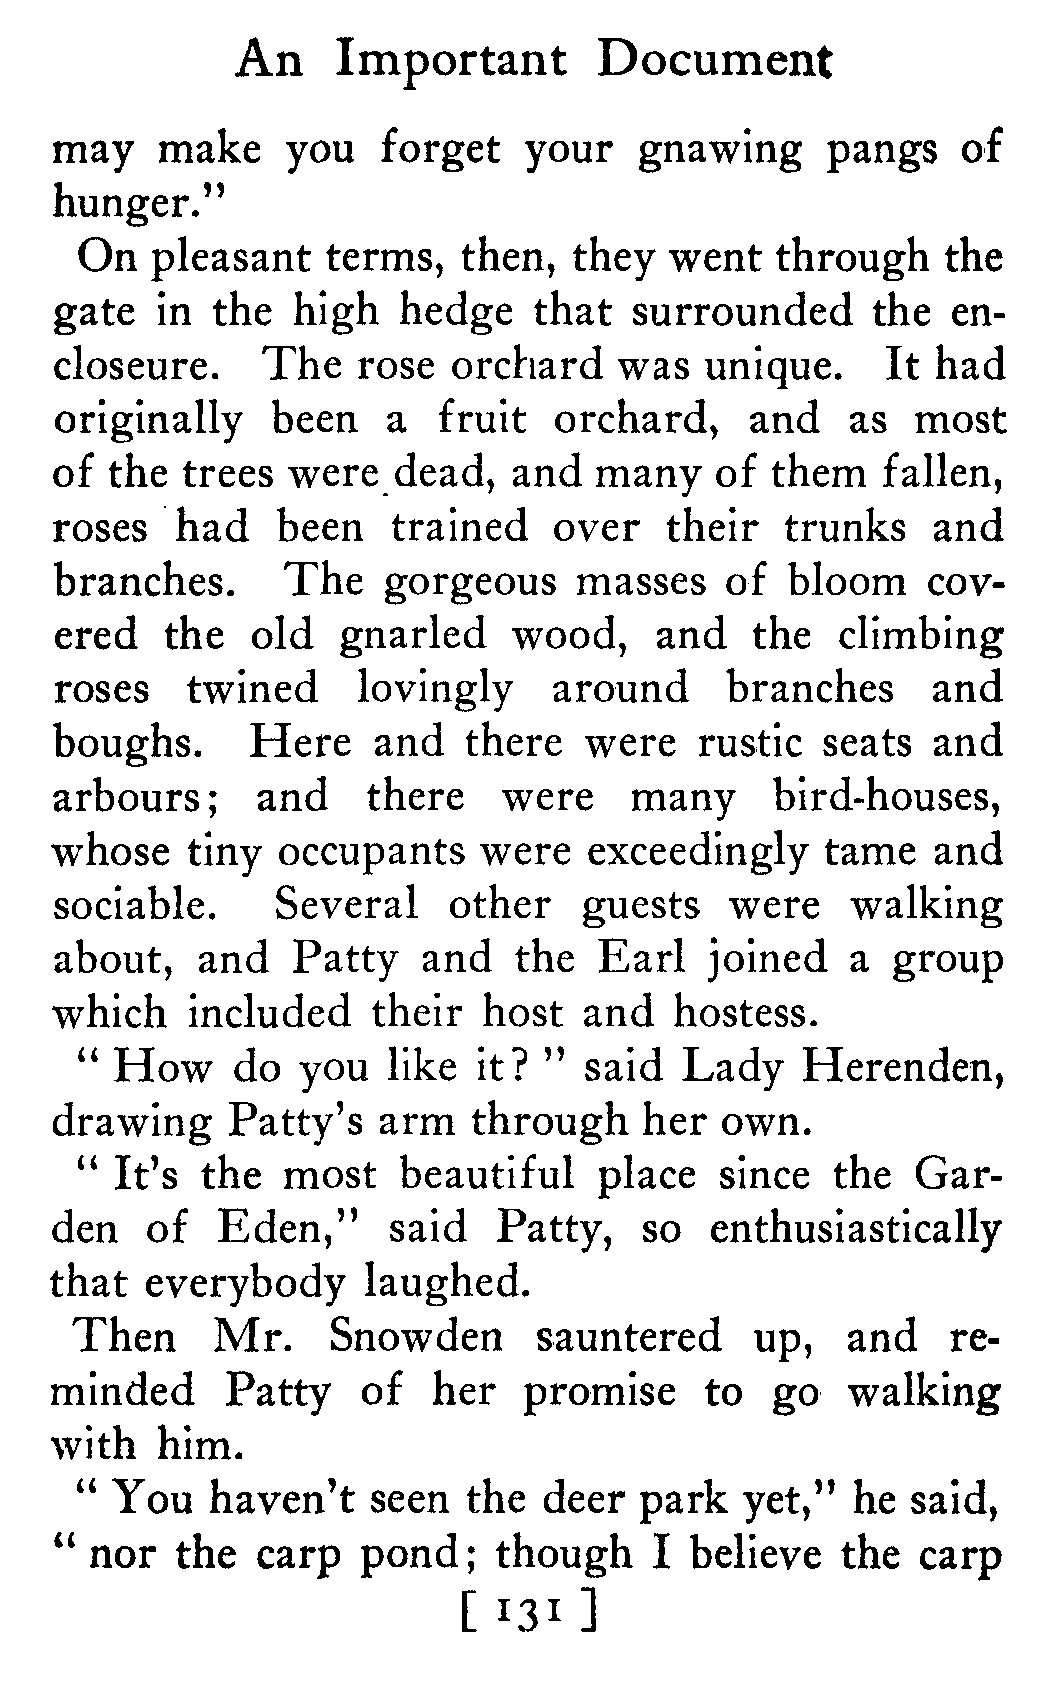 An Important Document
may make you forget your gnawing pangs of
hunger."
On pleasant terms, then, they went through the
gate in the high hedge that surrounded the en-
closeure. The rose orchard was unique. It had
originally been a fruit orchard, and as most
of the trees were dead, and many of them fallen,
roses had been trained over their trunks and
branches. The gorgeous masses of bloom cov-
ered the old gnarled wood, and the climbing
roses twined lovingly around branches and
boughs. Here and there were rustic seats and
arbours; and there were many bird-houses,
whose tiny occupants were exceedingly tame and
sociable. Several other guests were walking
about, and Patty and the Earl joined a group
which included their host and hostess.
" How do you like it? " said Lady Herenden,
drawing Patty's arm through her own.
" It's the most beautiful place since the Gar-
den of Eden," said Patty, so enthusiastically
that everybody laughed.
Then Mr. Snowden sauntered up, and re-
minded Patty of her promise to go walking
with him.
" You haven't seen the deer park yet," he said,
" nor the carp pond; though I believe the carp
[ 131 ]